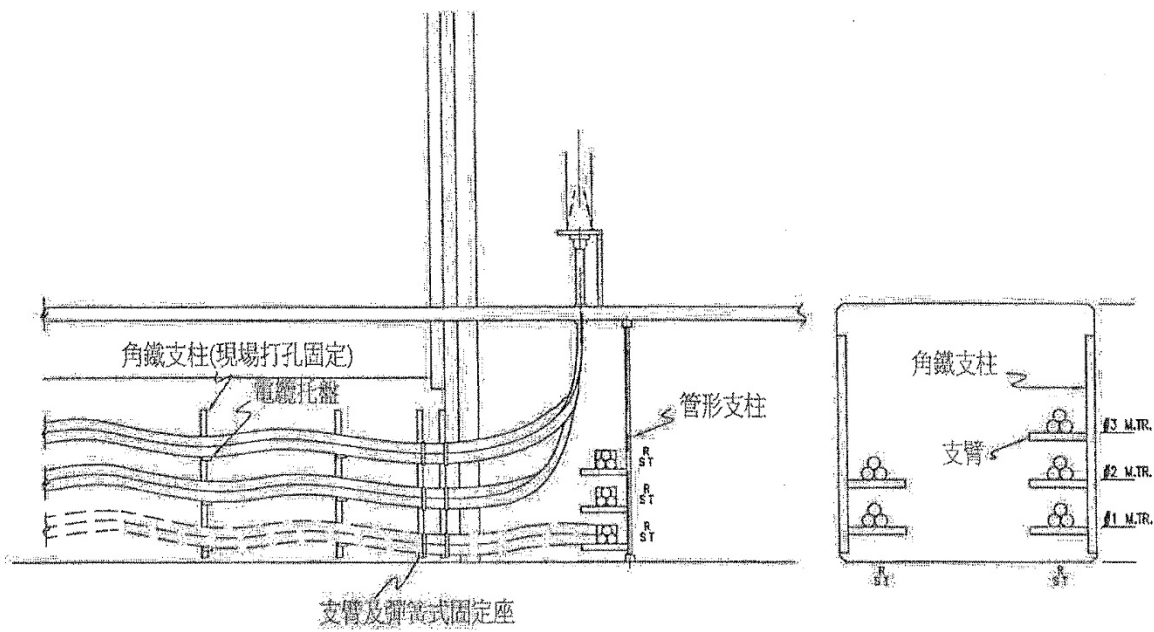 角鐵支柱(現場打孔固定)
電纜托盤
管形支柱
R
ST
R
ST
R
ST
支臂及彈簧式固定座
角鐵支柱
支臂
#3 M.TR.
#2 M.TR.
#1 M.TR.
R
ST
R
ST